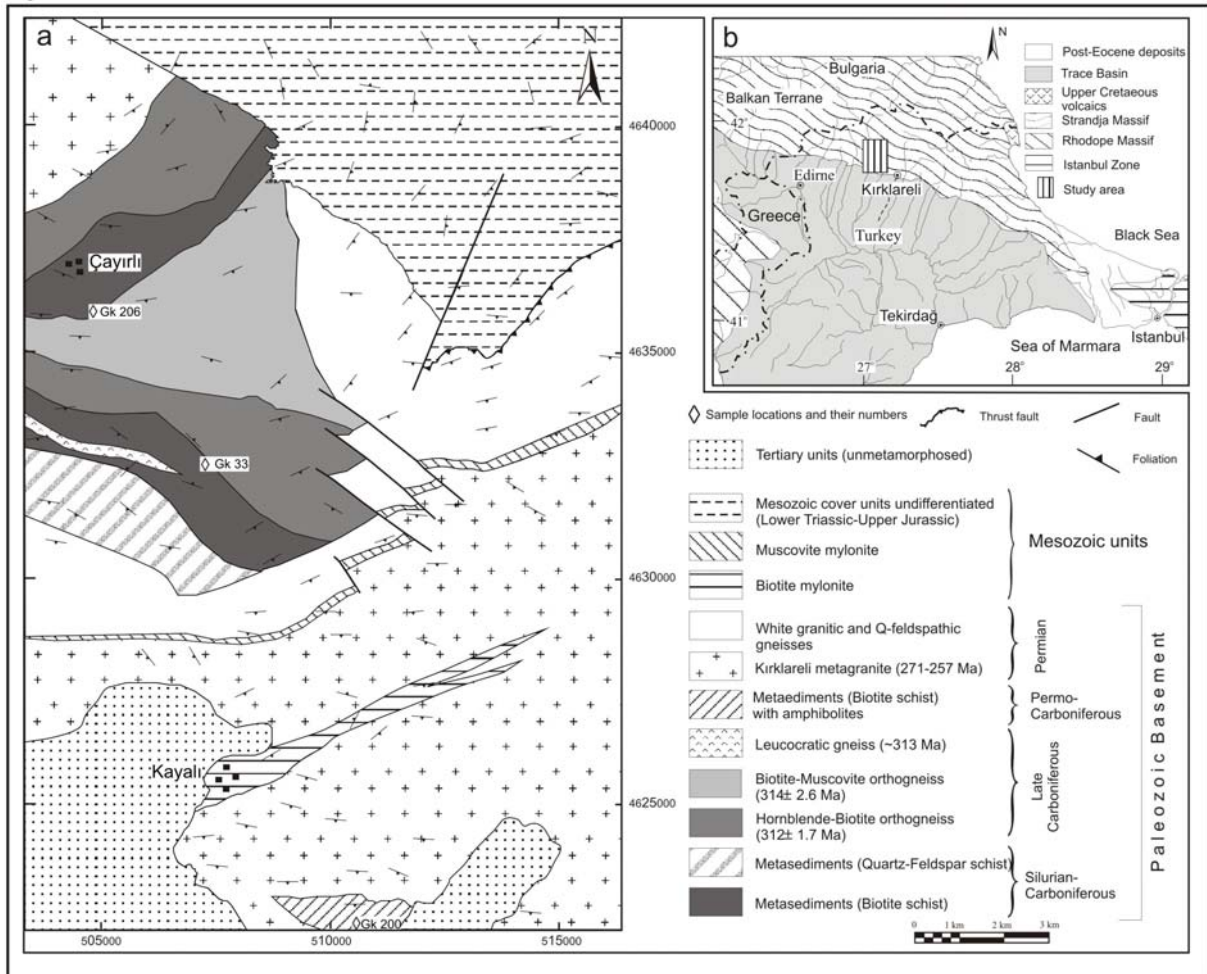 a
N
Çayırlı
Gk 206
Gk 33
Kayalı
Gk 200
4640000
4635000
4630000
4625000
505000
510000
515000
b
N
Bulgaria
Balkan Terrane
42°
Edirne
Kırklareli
Greece
Turkey
Black Sea
41°
Tekirdağ
Istanbul
Sea of Marmara
27°
28°
29°
Post-Eocene deposits
Trace Basin
Upper Cretaeous
volcaics
Strandja Massif
Rhodope Massif
Istanbul Zone
Study area
Sample locations and their numbers
Thrust fault
Fault
Tertiary units (unmetamorphosed)
Foliation
Mesozoic cover units undifferentiated
(Lower Triassic-Upper Jurassic)
Muscovite mylonite
Biotite mylonite
Mesozoic units
White granitic and Q-feldspathic
gneisses
Kırklareli metagranite (271-257 Ma)
Permian
Metaediments (Biotite schist)
with amphibolites
Permo-
Carboniferous
Leucocratic gneiss (~313 Ma)
Biotite-Muscovite orthogneiss
(314± 2.6 Ma)
Hornblende-Biotite orthogneiss
(312± 1.7 Ma)
Late
Carboniferous
Metasediments (Quartz-Feldspar schist)
Metasediments (Biotite schist)
Silurian-
Carboniferous
Paleozoic Basement
0 1 km 2 km 3 km